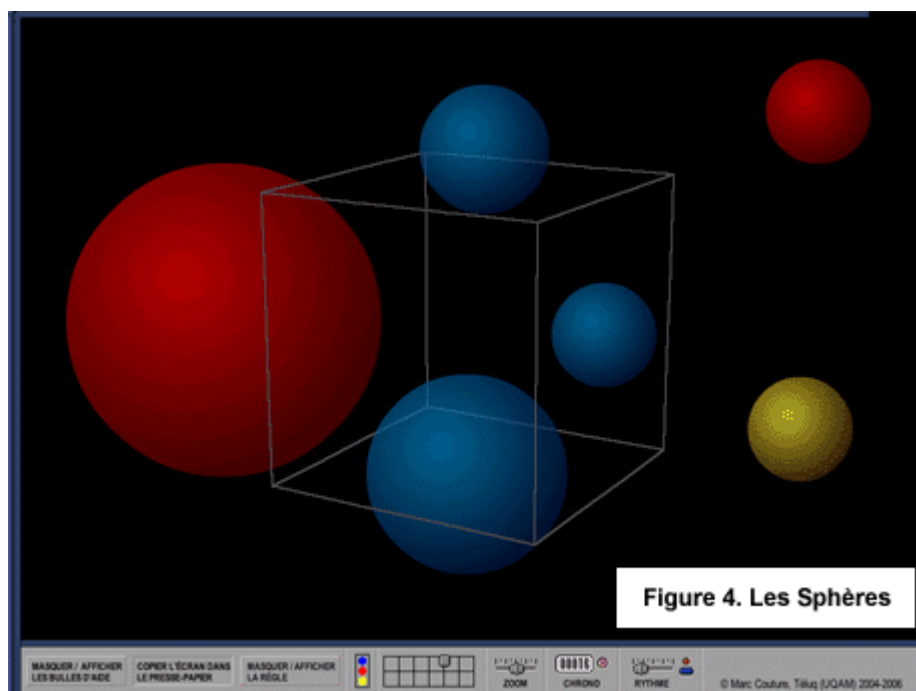 Figure 4. Les Sphères
MASQUER / AFFICHER
LES BULLES D'AIDE
COPIER L'ÉCRAN DANS
LE PRESSE-PAPIER
MASQUER / AFFICHER
LA RÈGLE
ZOOM
00016
CHRONO
RYTHME
© Marc Couture, Téluq (UQAM) 2004-2006